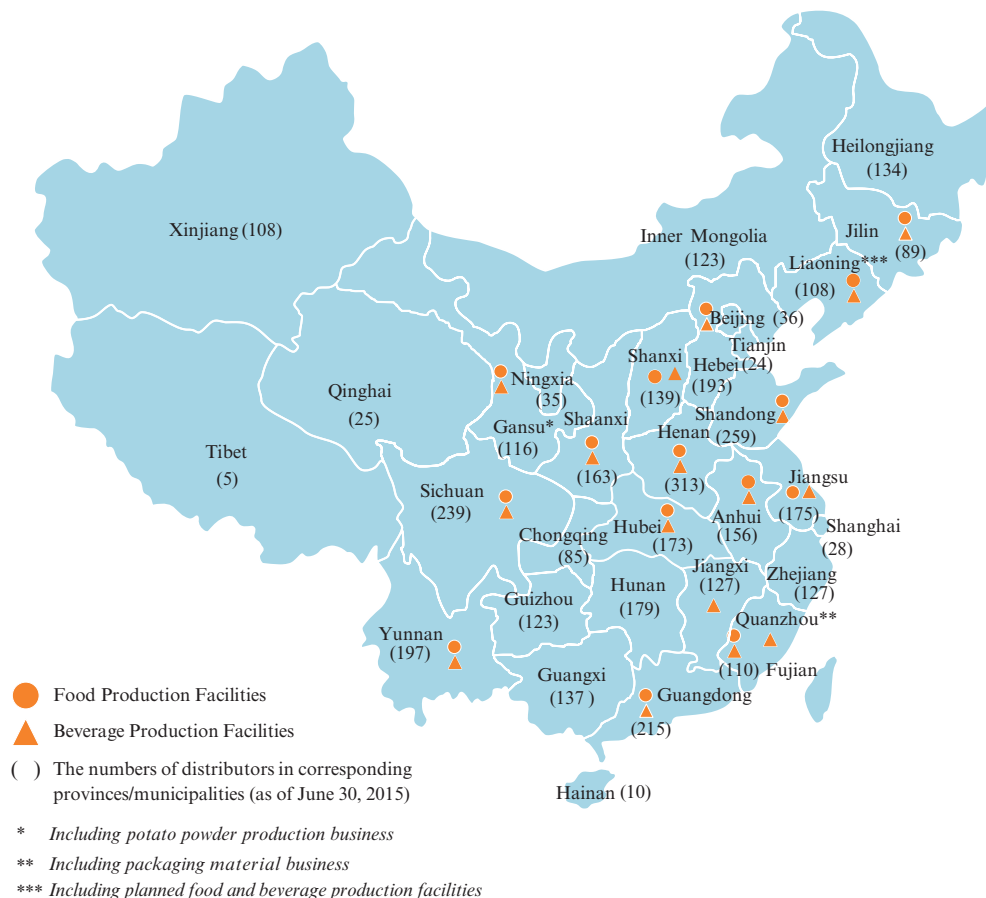 Heilongjiang
(134)
Xinjiang (108)
Jilin
(89)
Inner Mongolia
(123)
Liaoning***
(108)
Beijing (36)
Tianjin
(24)
Shanxi
(139)
Hebei
(193)
Ningxia
(35)
Qinghai
(25)
Gansu*
(116)
Shaanxi
(163)
Shandong
(259)
Henan
(313)
Tibet
(5)
Sichuan
(239)
Jiangsu
(175)
Anhui
(156)
Hubei
(173)
Chongqing
(85)
Shanghai
(28)
Jiangxi
(127)
Zhejiang
(127)
Hunan
(179)
Guizhou
(123)
Quanzhou**
(110) Fujian
Yunnan
(197)
Guangxi
(137)
Guangdong
(215)
Hainan (10)
Food Production Facilities
Beverage Production Facilities
( ) The numbers of distributors in corresponding
provinces/municipalities (as of June 30, 2015)
* Including potato powder production business
** Including packaging material business
*** Including planned food and beverage production facilities